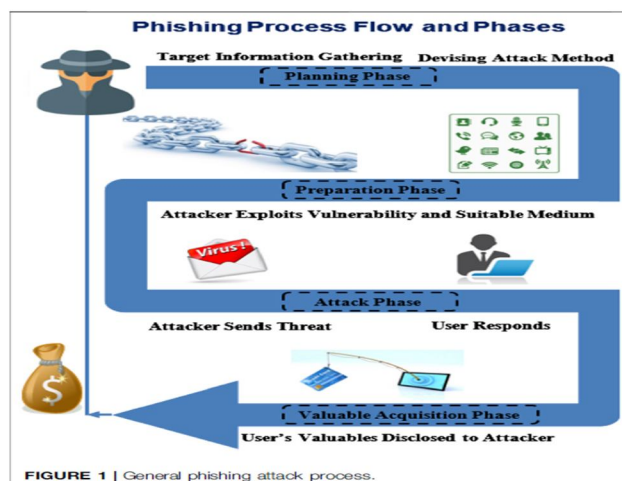 Phishing Process Flow and Phases
Target Information Gathering Devising Attack Method
Planning Phase
Preparation Phase
Attacker Exploits Vulnerability and Suitable Medium
Virus!
Attack Phase
Attacker Sends Threat User Responds
$
Valuable Acquisition Phase
User's Valuables Disclosed to Attacker
FIGURE 1 | General phishing attack process.